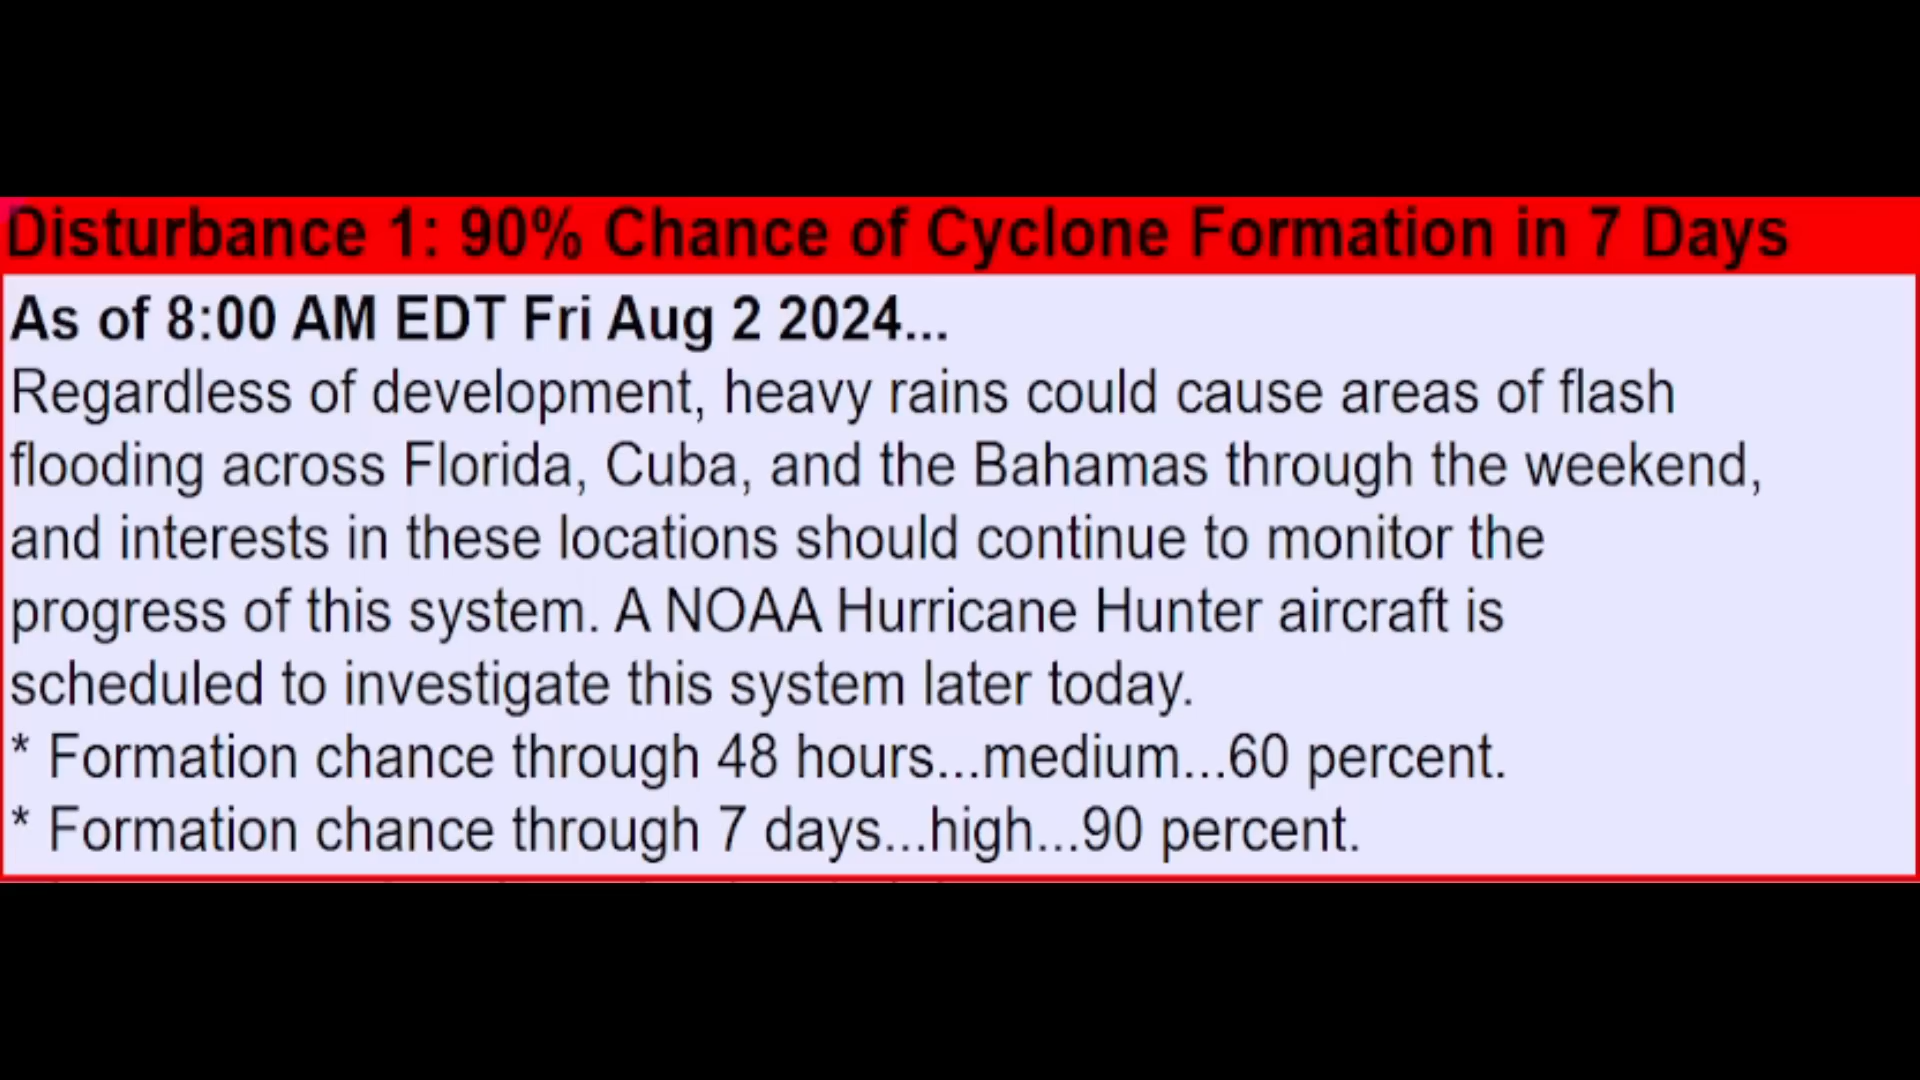 Disturbance 1: 90% Chance of Cyclone Formation in 7 Days
As of 8:00 AM EDT Fri Aug 2 2024...
Regardless of development, heavy rains could cause areas of flash
flooding across Florida, Cuba, and the Bahamas through the weekend,
and interests in these locations should continue to monitor the
progress of this system. A NOAA Hurricane Hunter aircraft is
scheduled to investigate this system later today.
* Formation chance through 48 hours...medium...60 percent.
* Formation chance through 7 days...high...90 percent.